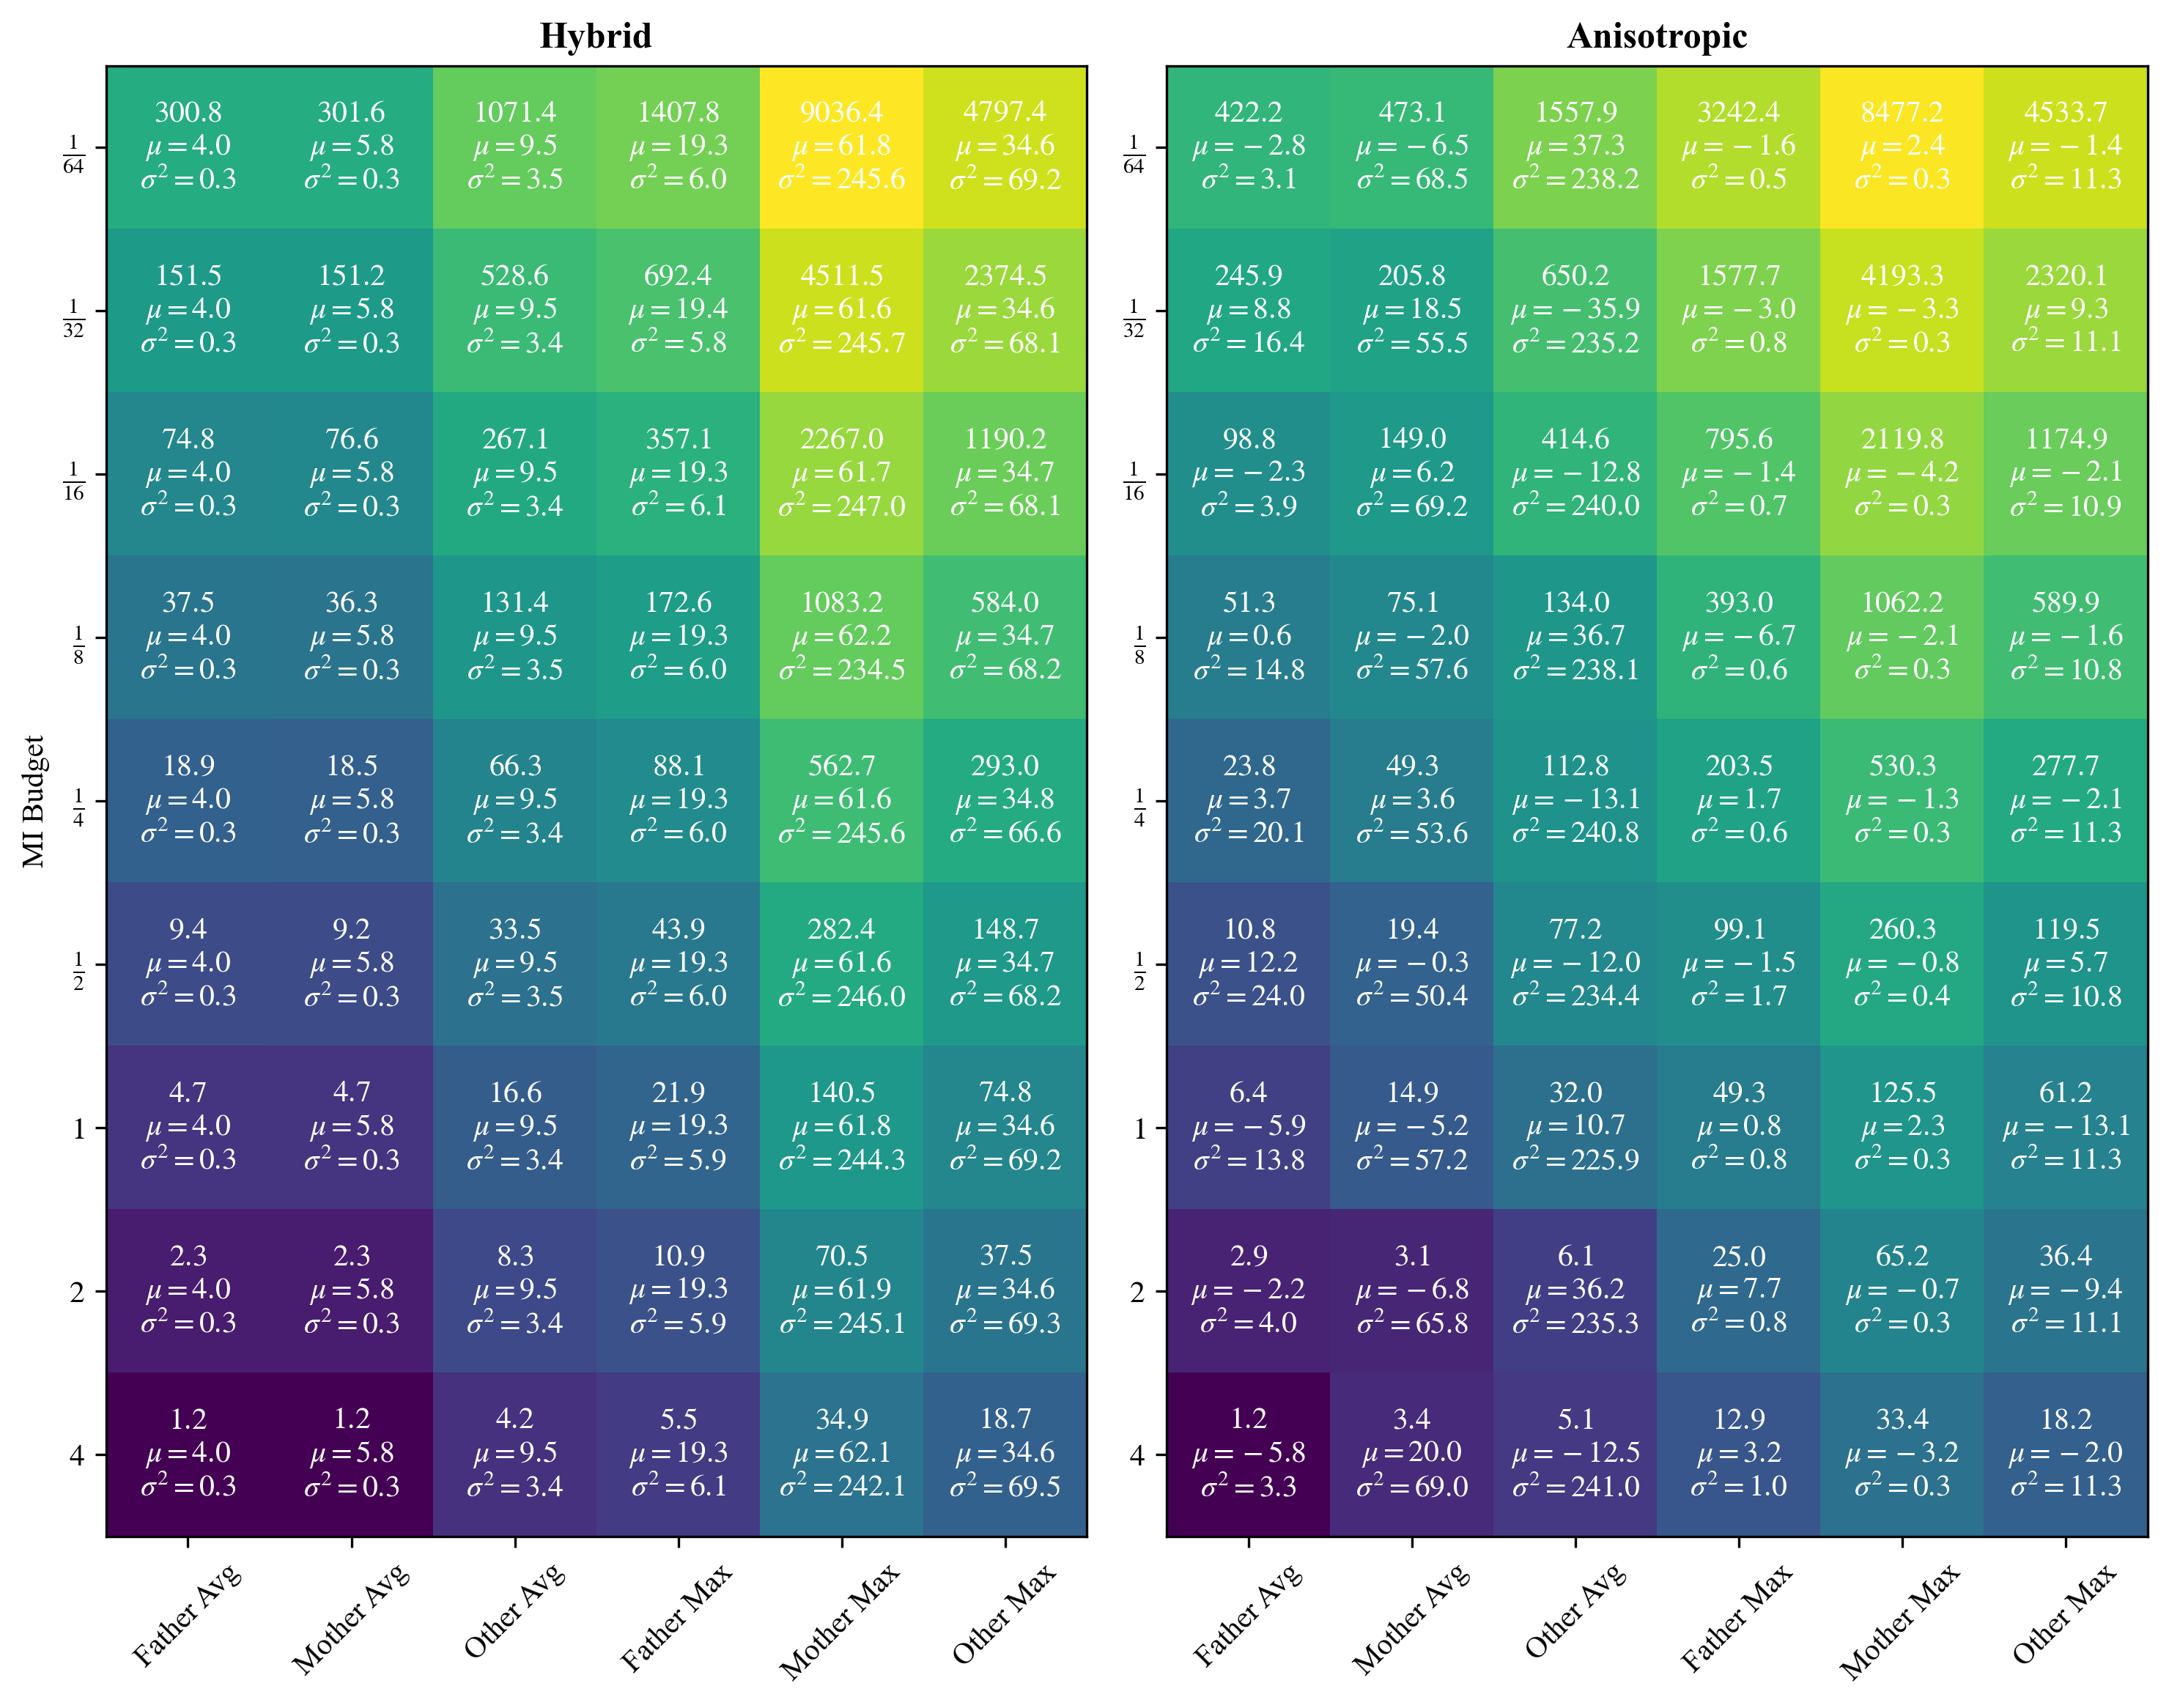 Hybrid
Anisotropic
MI Budget
1/64
300.8
μ=4.0
σ²=0.3
301.6
μ=5.8
σ²=0.3
1071.4
μ=9.5
σ²=3.5
1407.8
μ=19.3
σ²=6.0
9036.4
μ=61.8
σ²=245.6
4797.4
μ=34.6
σ²=69.2
1/32
151.5
μ=4.0
σ²=0.3
151.2
μ=5.8
σ²=0.3
528.6
μ=9.5
σ²=3.4
692.4
μ=19.4
σ²=5.8
4511.5
μ=61.6
σ²=245.7
2374.5
μ=34.6
σ²=68.1
1/16
74.8
μ=4.0
σ²=0.3
76.6
μ=5.8
σ²=0.3
267.1
μ=9.5
σ²=3.4
357.1
μ=19.3
σ²=6.1
2267.0
μ=61.7
σ²=247.0
1190.2
μ=34.7
σ²=68.1
1/8
37.5
μ=4.0
σ²=0.3
36.3
μ=5.8
σ²=0.3
131.4
μ=9.5
σ²=3.5
172.6
μ=19.3
σ²=6.0
1083.2
μ=62.2
σ²=234.5
584.0
μ=34.7
σ²=68.2
1/4
18.9
μ=4.0
σ²=0.3
18.5
μ=5.8
σ²=0.3
66.3
μ=9.5
σ²=3.4
88.1
μ=19.3
σ²=6.0
562.7
μ=61.6
σ²=245.6
293.0
μ=34.8
σ²=66.6
1/2
9.4
μ=4.0
σ²=0.3
9.2
μ=5.8
σ²=0.3
33.5
μ=9.5
σ²=3.5
43.9
μ=19.3
σ²=6.0
282.4
μ=61.6
σ²=246.0
148.7
μ=34.7
σ²=68.2
1
4.7
μ=4.0
σ²=0.3
4.7
μ=5.8
σ²=0.3
16.6
μ=9.5
σ²=3.4
21.9
μ=19.3
σ²=5.9
140.5
μ=61.8
σ²=244.3
74.8
μ=34.6
σ²=69.2
2
2.3
μ=4.0
σ²=0.3
2.3
μ=5.8
σ²=0.3
8.3
μ=9.5
σ²=3.4
10.9
μ=19.3
σ²=5.9
70.5
μ=61.9
σ²=245.1
37.5
μ=34.6
σ²=69.3
4
1.2
μ=4.0
σ²=0.3
1.2
μ=5.8
σ²=0.3
4.2
μ=9.5
σ²=3.4
5.5
μ=19.3
σ²=6.1
34.9
μ=62.1
σ²=242.1
18.7
μ=34.6
σ²=69.5
Father Avg
Mother Avg
Other Avg
Father Max
Mother Max
Other Max
1/64
422.2
μ=−2.8
σ²=3.1
473.1
μ=−6.5
σ²=68.5
1557.9
μ=37.3
σ²=238.2
3242.4
μ=−1.6
σ²=0.5
8477.2
μ=2.4
σ²=0.3
4533.7
μ=−1.4
σ²=11.3
1/32
245.9
μ=8.8
σ²=16.4
205.8
μ=18.5
σ²=55.5
650.2
μ=−35.9
σ²=235.2
1577.7
μ=−3.0
σ²=0.8
4193.3
μ=−3.3
σ²=0.3
2320.1
μ=9.3
σ²=11.1
1/16
98.8
μ=−2.3
σ²=3.9
149.0
μ=6.2
σ²=69.2
414.6
μ=−12.8
σ²=240.0
795.6
μ=−1.4
σ²=0.7
2119.8
μ=−4.2
σ²=0.3
1174.9
μ=−2.1
σ²=10.9
1/8
51.3
μ=0.6
σ²=14.8
75.1
μ=−2.0
σ²=57.6
134.0
μ=36.7
σ²=238.1
393.0
μ=−6.7
σ²=0.6
1062.2
μ=−2.1
σ²=0.3
589.9
μ=−1.6
σ²=10.8
1/4
23.8
μ=3.7
σ²=20.1
49.3
μ=3.6
σ²=53.6
112.8
μ=−13.1
σ²=240.8
203.5
μ=1.7
σ²=0.6
530.3
μ=−1.3
σ²=0.3
277.7
μ=−2.1
σ²=11.3
1/2
10.8
μ=12.2
σ²=24.0
19.4
μ=−0.3
σ²=50.4
77.2
μ=−12.0
σ²=234.4
99.1
μ=−1.5
σ²=1.7
260.3
μ=−0.8
σ²=0.4
119.5
μ=5.7
σ²=10.8
1
6.4
μ=−5.9
σ²=13.8
14.9
μ=−5.2
σ²=57.2
32.0
μ=10.7
σ²=225.9
49.3
μ=0.8
σ²=0.8
125.5
μ=2.3
σ²=0.3
61.2
μ=−13.1
σ²=11.3
2
2.9
μ=−2.2
σ²=4.0
3.1
μ=−6.8
σ²=65.8
6.1
μ=36.2
σ²=235.3
25.0
μ=7.7
σ²=0.8
65.2
μ=−0.7
σ²=0.3
36.4
μ=−9.4
σ²=11.1
4
1.2
μ=−5.8
σ²=3.3
3.4
μ=20.0
σ²=69.0
5.1
μ=−12.5
σ²=241.0
12.9
μ=3.2
σ²=1.0
33.4
μ=−3.2
σ²=0.3
18.2
μ=−2.0
σ²=11.3
Father Avg
Mother Avg
Other Avg
Father Max
Mother Max
Other Max